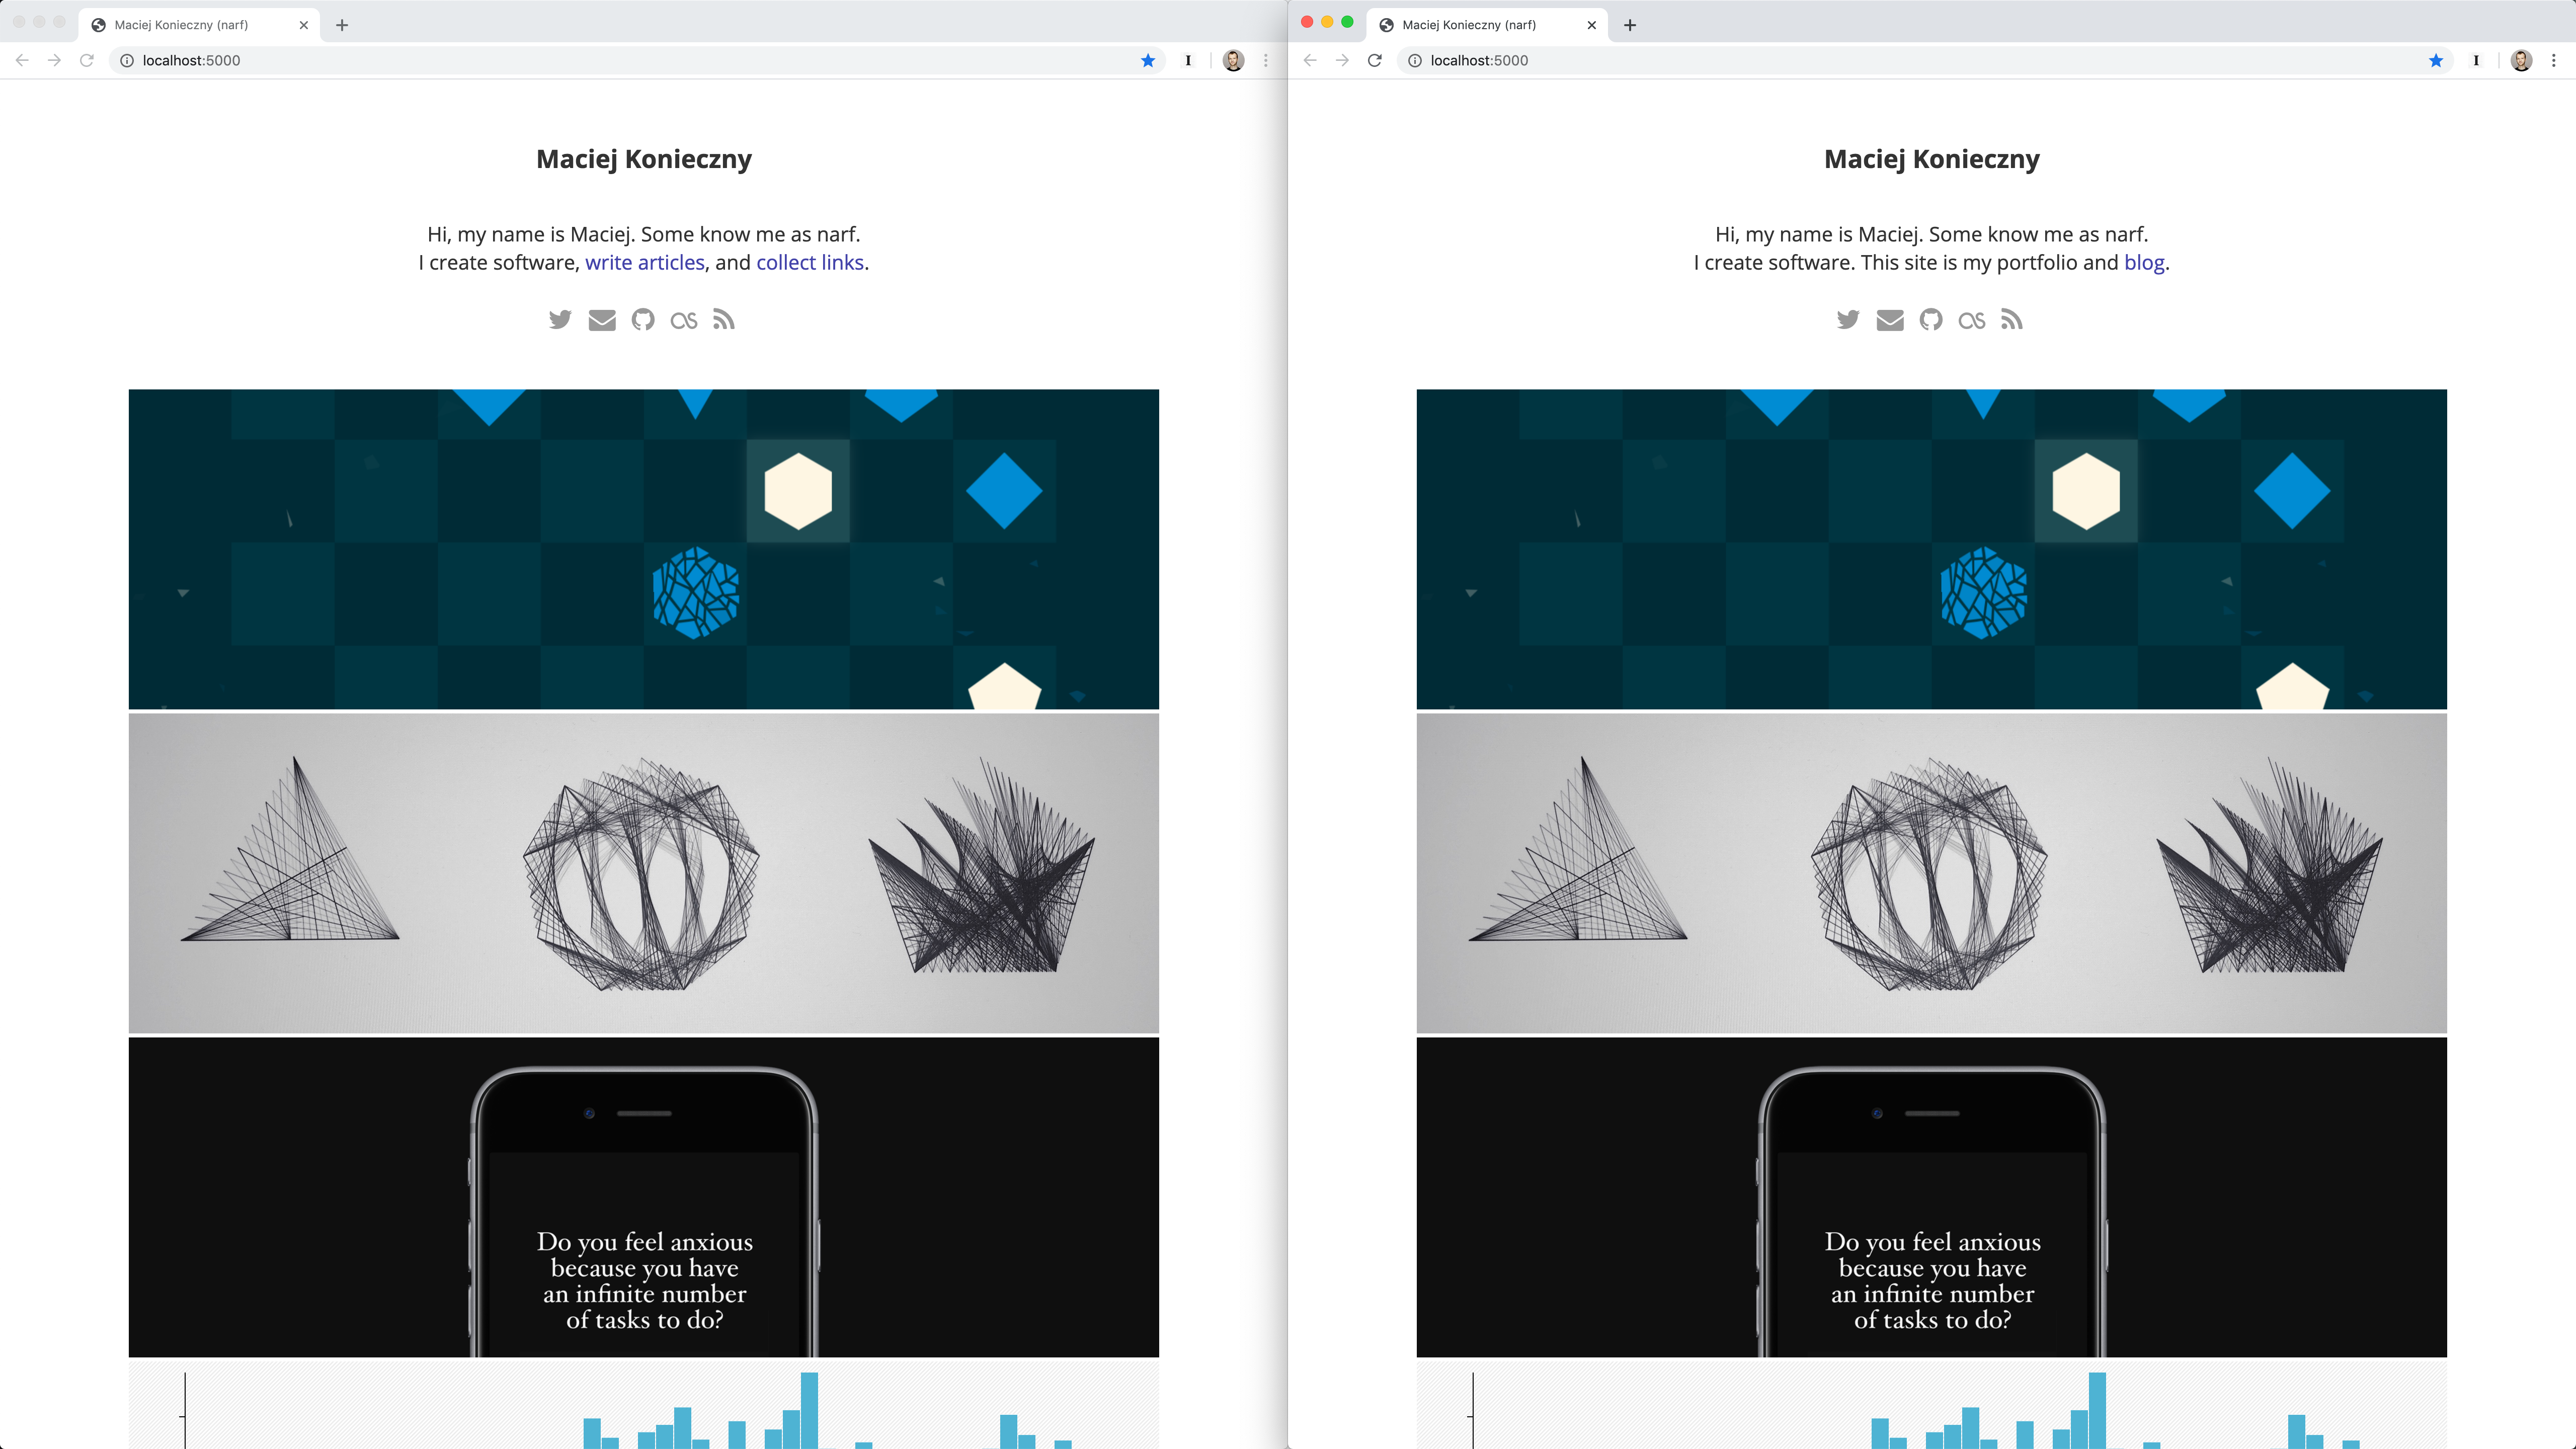 Maciej Konieczny (narf)
localhost:5000
Maciej Konieczny
Hi, my name is Maciej. Some know me as narf.
I create software, write articles, and collect links.
Do you feel anxious
because you have
an infinite number
of tasks to do?
Maciej Konieczny (narf)
localhost:5000
Maciej Konieczny
Hi, my name is Maciej. Some know me as narf.
I create software. This site is my portfolio and blog.
Do you feel anxious
because you have
an infinite number
of tasks to do?